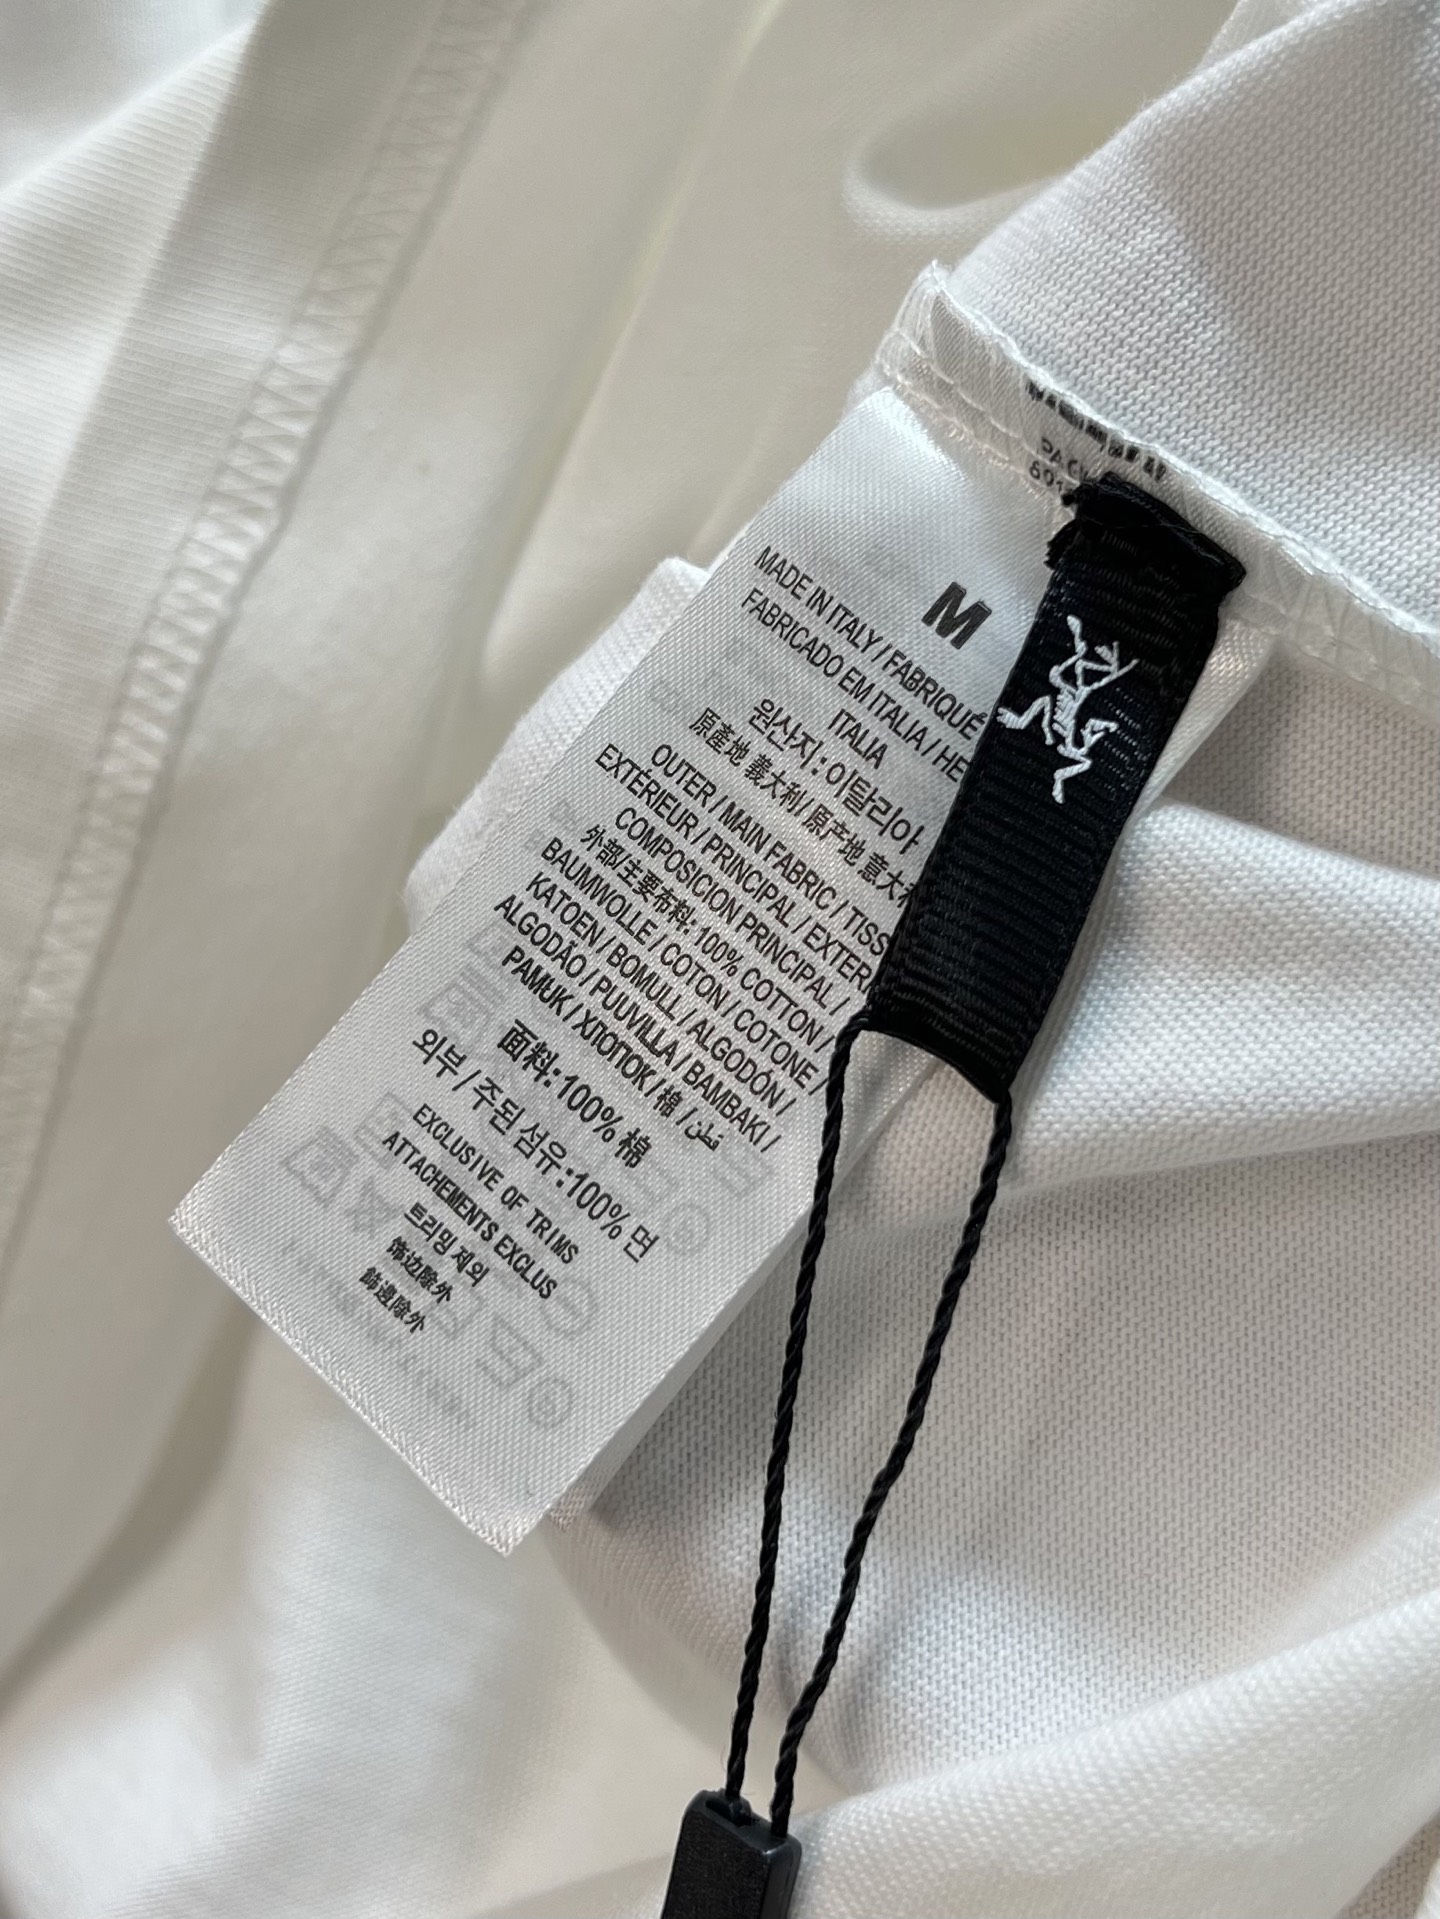 M
MADE IN ITALY / FABRIQUÉ
FABRICADO EM ITALIA / HE
ITALIA
원산지 : 이탈리아
原產地 義大利 / 原产地 意大
OUTER / MAIN FABRIC / TISS
EXTÉRIEUR / PRINCIPAL / EXTER
COMPOSICION PRINCIPAL /
外部/主要布料: 100% COTTON /
BAUMWOLLE / COTON / COTONE /
KATOEN / BOMULL / ALGODÓN /
ALGODÃO / PUUVILLA / BAMBAKI /
PAMUK / ХЛОПОК / 棉 / قطن
面料: 100% 棉
외부 / 주된 섬유 :100% 면
EXCLUSIVE OF TRIMS
ATTACHEMENTS EXCLUS
트리밍 제외
饰边除外
飾邊除外